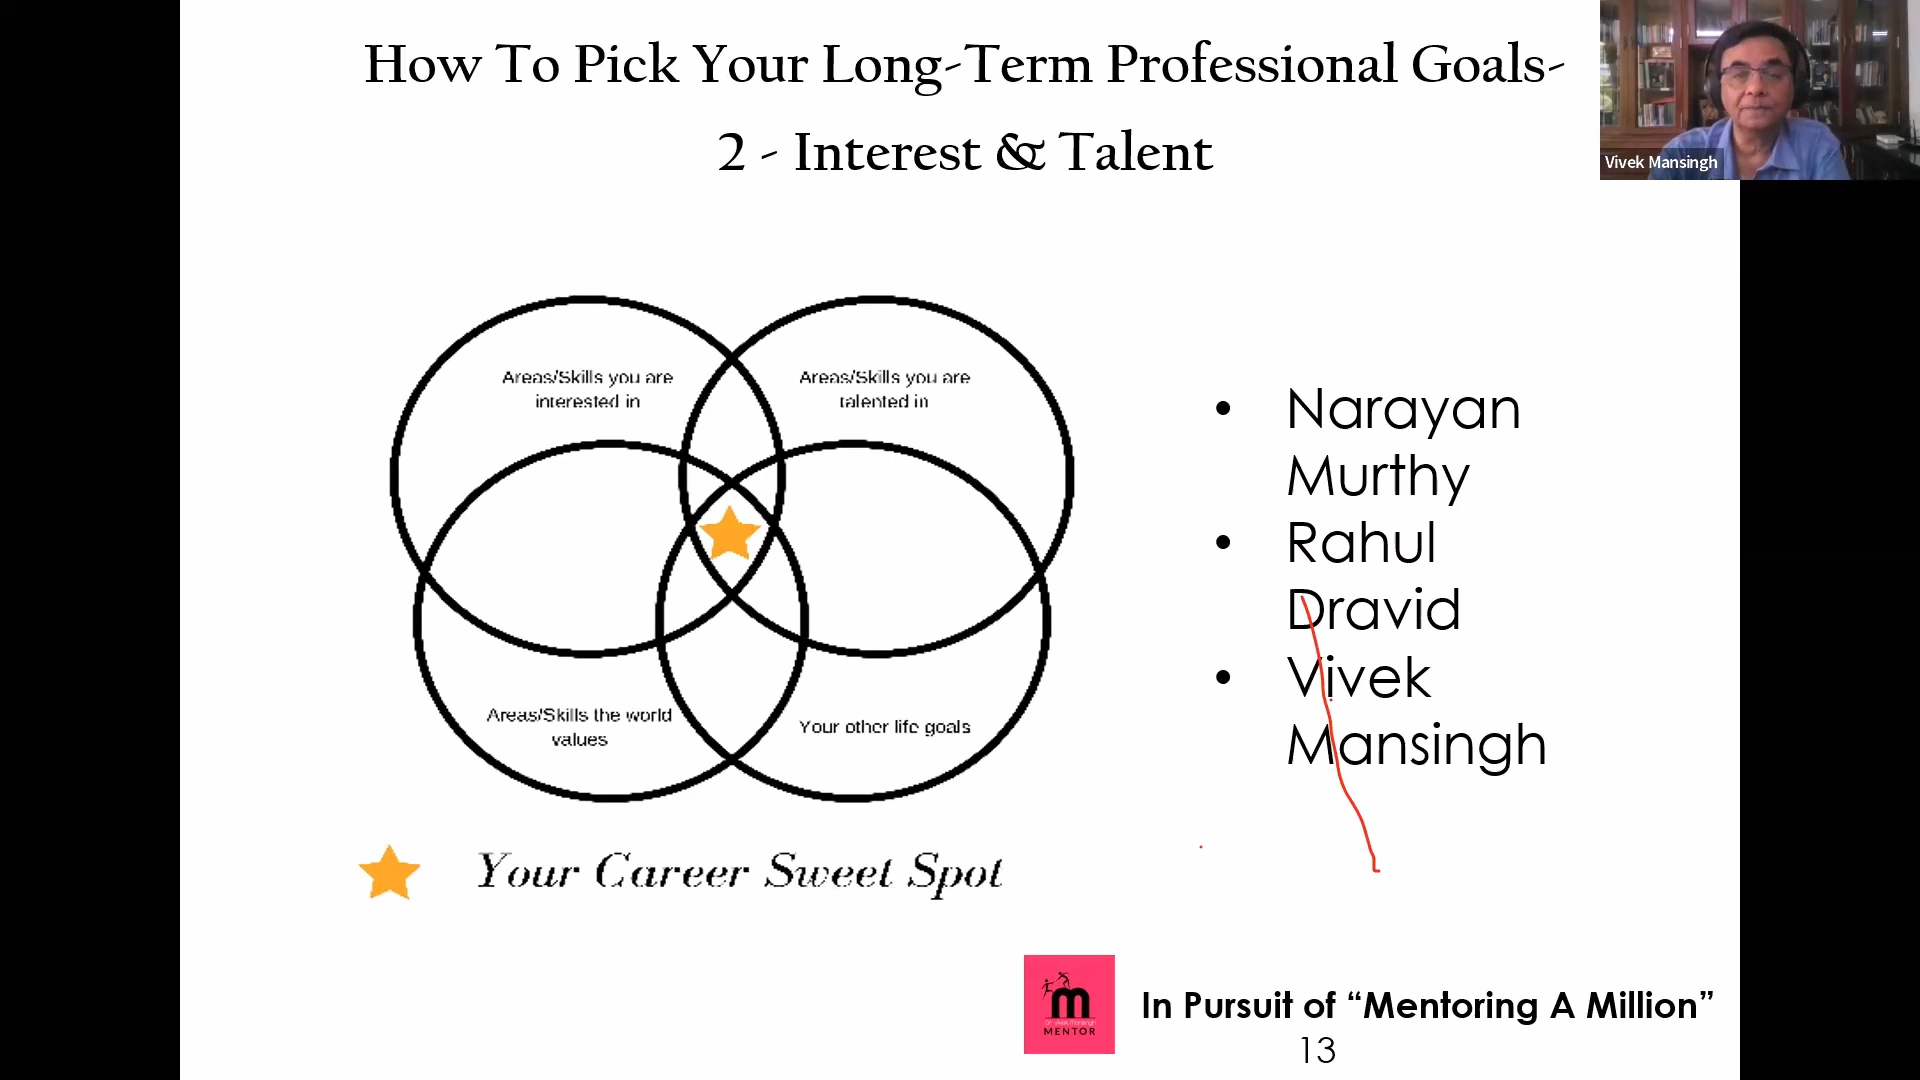 How To Pick Your Long-Term Professional Goals-
2 - Interest & Talent
Vivek Mansingh
Areas/Skills you are
interested in
Areas/Skills you are
talented in
Areas/Skills the world
values
Your other life goals
Your Career Sweet Spot
• Narayan
Murthy
• Rahul
Dravid
• Vivek
Mansingh
m
MENTOR
In Pursuit of “Mentoring A Million”
13